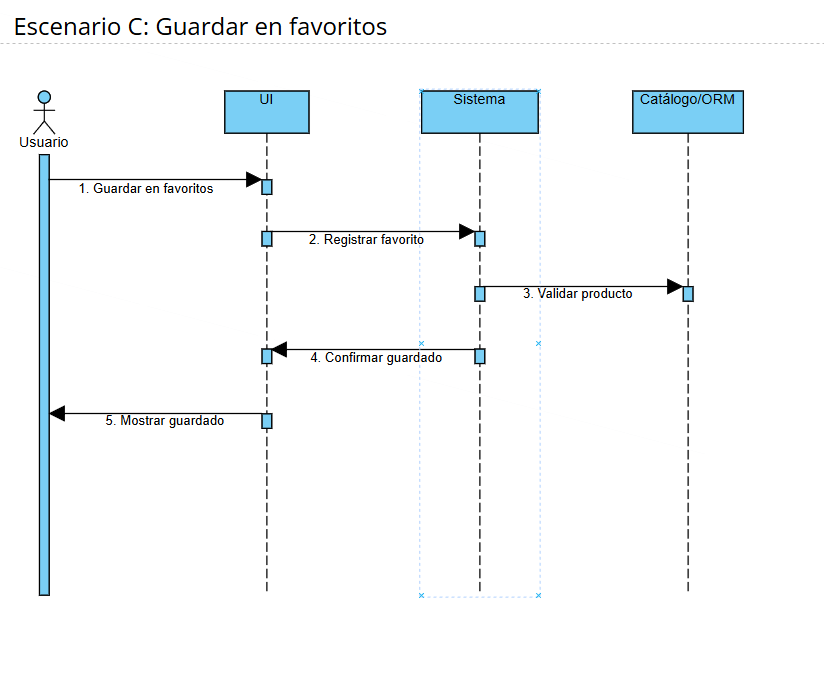 Escenario C: Guardar en favoritos
UI
Sistema
Catálogo/ORM
Usuario
1. Guardar en favoritos
2. Registrar favorito
3. Validar producto
4. Confirmar guardado
5. Mostrar guardado